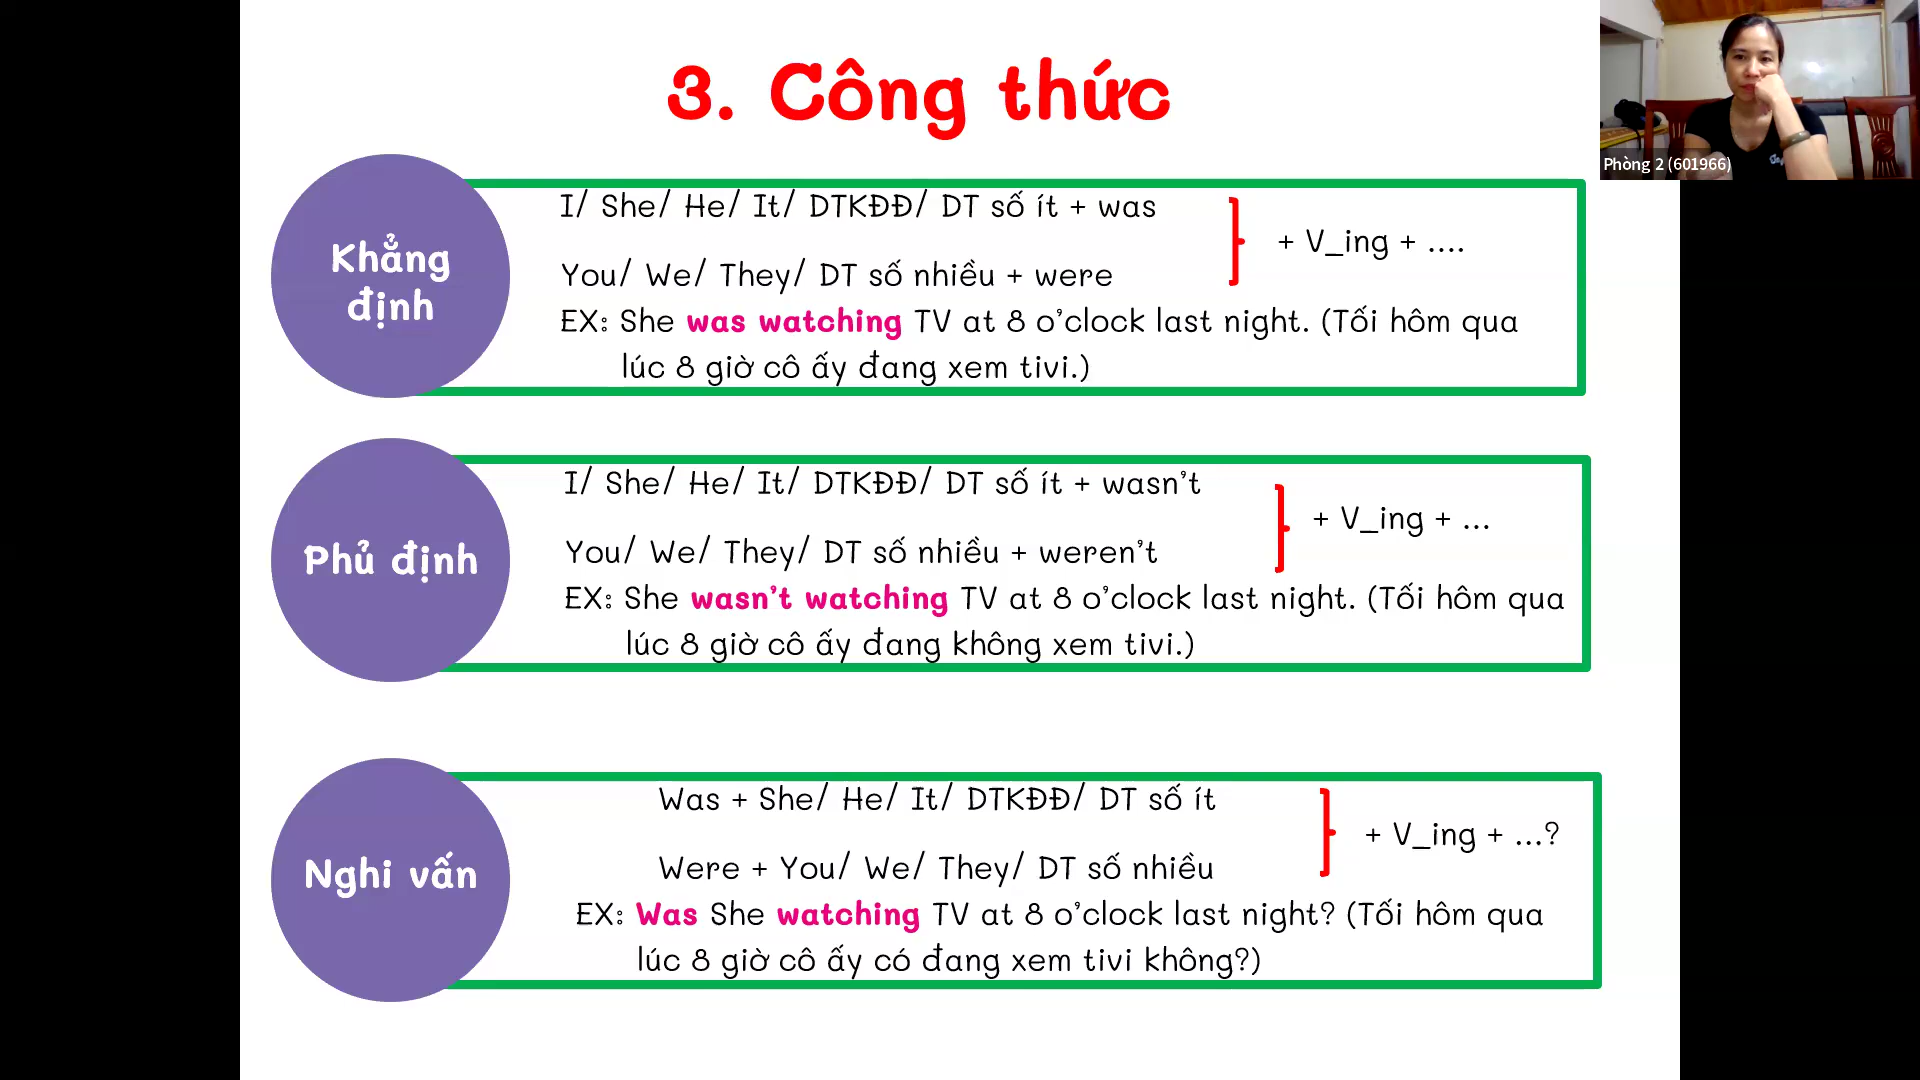 3. Công thức
Phòng 2 (601966)
Khẳng
định
I/ She/ He/ It/ DTKĐĐ/ DT số ít + was
+ V_ing + ....
You/ We/ They/ DT số nhiều + were
EX: She was watching TV at 8 o'clock last night. (Tối hôm qua
lúc 8 giờ cô ấy đang xem tivi.)
Phủ định
I/ She/ He/ It/ DTKĐĐ/ DT số ít + wasn't
+ V_ing + ...
You/ We/ They/ DT số nhiều + weren't
EX: She wasn't watching TV at 8 o'clock last night. (Tối hôm qua
lúc 8 giờ cô ấy đang không xem tivi.)
Nghi vấn
Was + She/ He/ It/ DTKĐĐ/ DT số ít
+ V_ing + ...?
Were + You/ We/ They/ DT số nhiều
EX: Was She watching TV at 8 o'clock last night? (Tối hôm qua
lúc 8 giờ cô ấy có đang xem tivi không?)